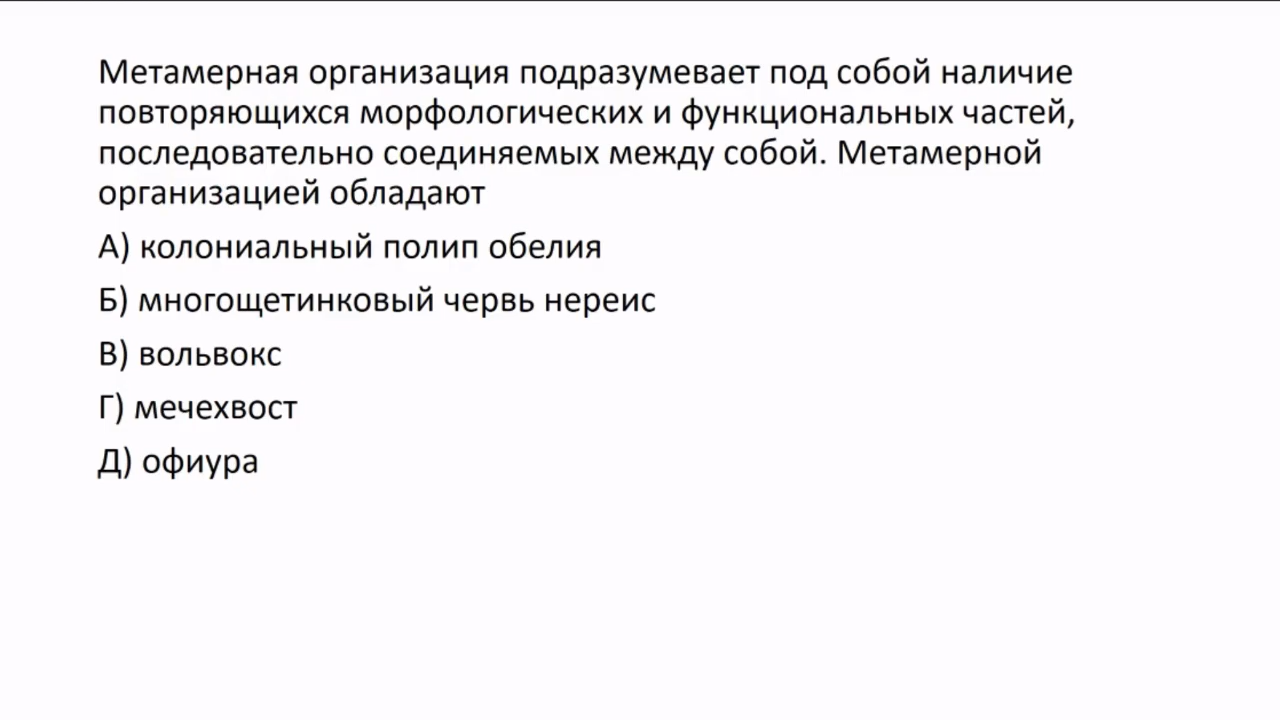 Метамерная организация подразумевает под собой наличие
повторяющихся морфологических и функциональных частей,
последовательно соединяемых между собой. Метамерной
организацией обладают
А) колониальный полип обелия
Б) многощетинковый червь нереис
В) вольвокс
Г) мечехвост
Д) офиура